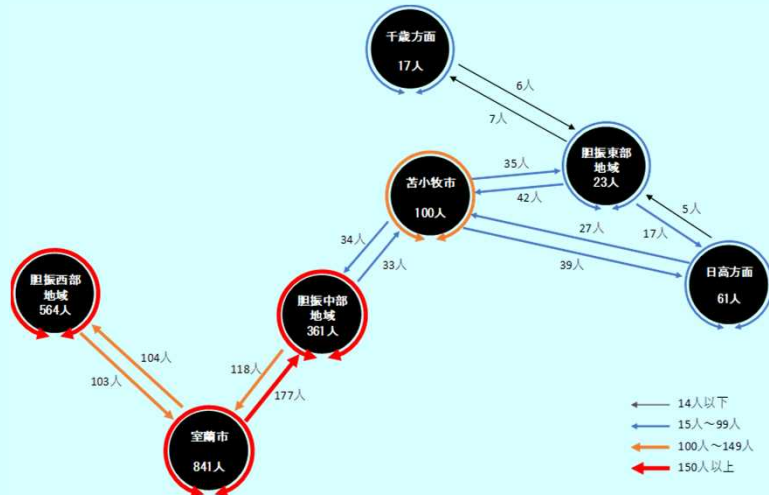 千歳方面
17人
6人
7人
胆振東部
地域
23人
35人
42人
苫小牧市
100人
5人
27人
17人
34人
33人
39人
日高方面
61人
胆振西部
地域
564人
胆振中部
地域
361人
104人
103人
118人
177人
室蘭市
841人
14人以下
15人～99人
100人～149人
150人以上